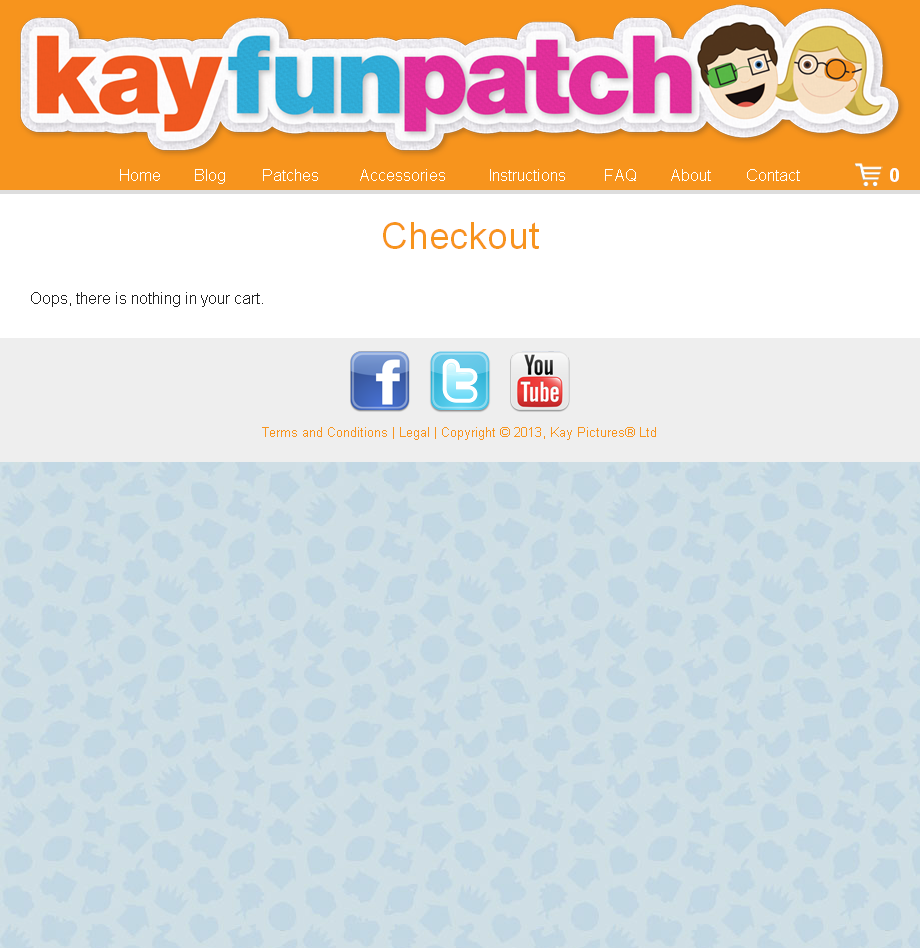 kayfunpatch
Home Blog Patches Accessories Instructions FAQ About Contact 0
Checkout
Oops, there is nothing in your cart.
f t You Tube
Terms and Conditions | Legal | Copyright © 2013, Kay Pictures® Ltd